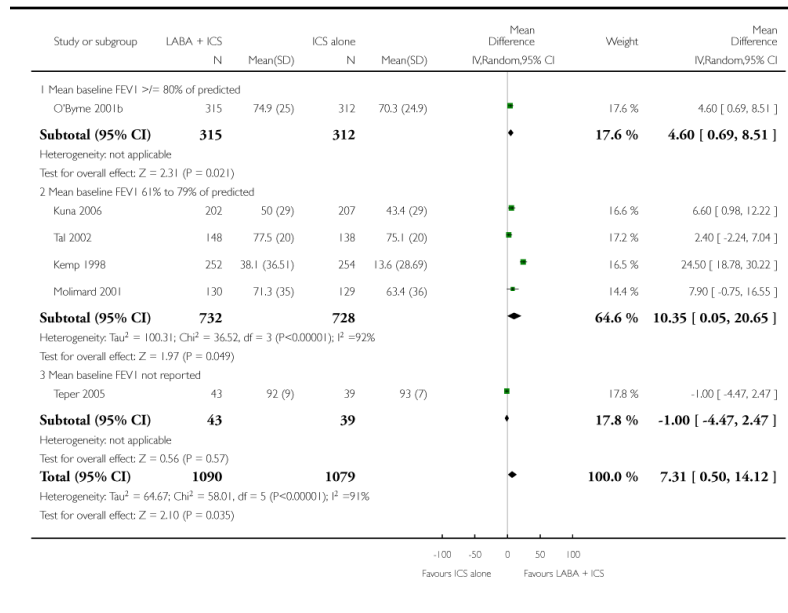 Study or subgroup LABA + ICS ICS alone Mean Difference Weight Mean Difference
N Mean(SD) N Mean(SD) IV,Random,95% CI IV,Random,95% CI
1 Mean baseline FEV1 >/= 80% of predicted
O'Byrne 2001b 315 74.9 (25) 312 70.3 (24.9) 17.6 % 4.60 [ 0.69, 8.51 ]
Subtotal (95% CI) 315 312 17.6 % 4.60 [ 0.69, 8.51 ]
Heterogeneity: not applicable
Test for overall effect: Z = 2.31 (P = 0.021)
2 Mean baseline FEV1 61% to 79% of predicted
Kuna 2006 202 50 (29) 207 43.4 (29) 16.6 % 6.60 [ 0.98, 12.22 ]
Tal 2002 148 77.5 (20) 138 75.1 (20) 17.2 % 2.40 [ -2.24, 7.04 ]
Kemp 1998 252 38.1 (36.51) 254 13.6 (28.69) 16.5 % 24.50 [ 18.78, 30.22 ]
Molimard 2001 130 71.3 (35) 129 63.4 (36) 14.4 % 7.90 [ -0.75, 16.55 ]
Subtotal (95% CI) 732 728 64.6 % 10.35 [ 0.05, 20.65 ]
Heterogeneity: Tau² = 100.31; Chi² = 36.52, df = 3 (P<0.00001); I² =92%
Test for overall effect: Z = 1.97 (P = 0.049)
3 Mean baseline FEV1 not reported
Teper 2005 43 92 (9) 39 93 (7) 17.8 % -1.00 [ -4.47, 2.47 ]
Subtotal (95% CI) 43 39 17.8 % -1.00 [ -4.47, 2.47 ]
Heterogeneity: not applicable
Test for overall effect: Z = 0.56 (P = 0.57)
Total (95% CI) 1090 1079 100.0 % 7.31 [ 0.50, 14.12 ]
Heterogeneity: Tau² = 64.67; Chi² = 58.01, df = 5 (P<0.00001); I² =91%
Test for overall effect: Z = 2.10 (P = 0.035)
-100 -50 0 50 100
Favours ICS alone Favours LABA + ICS